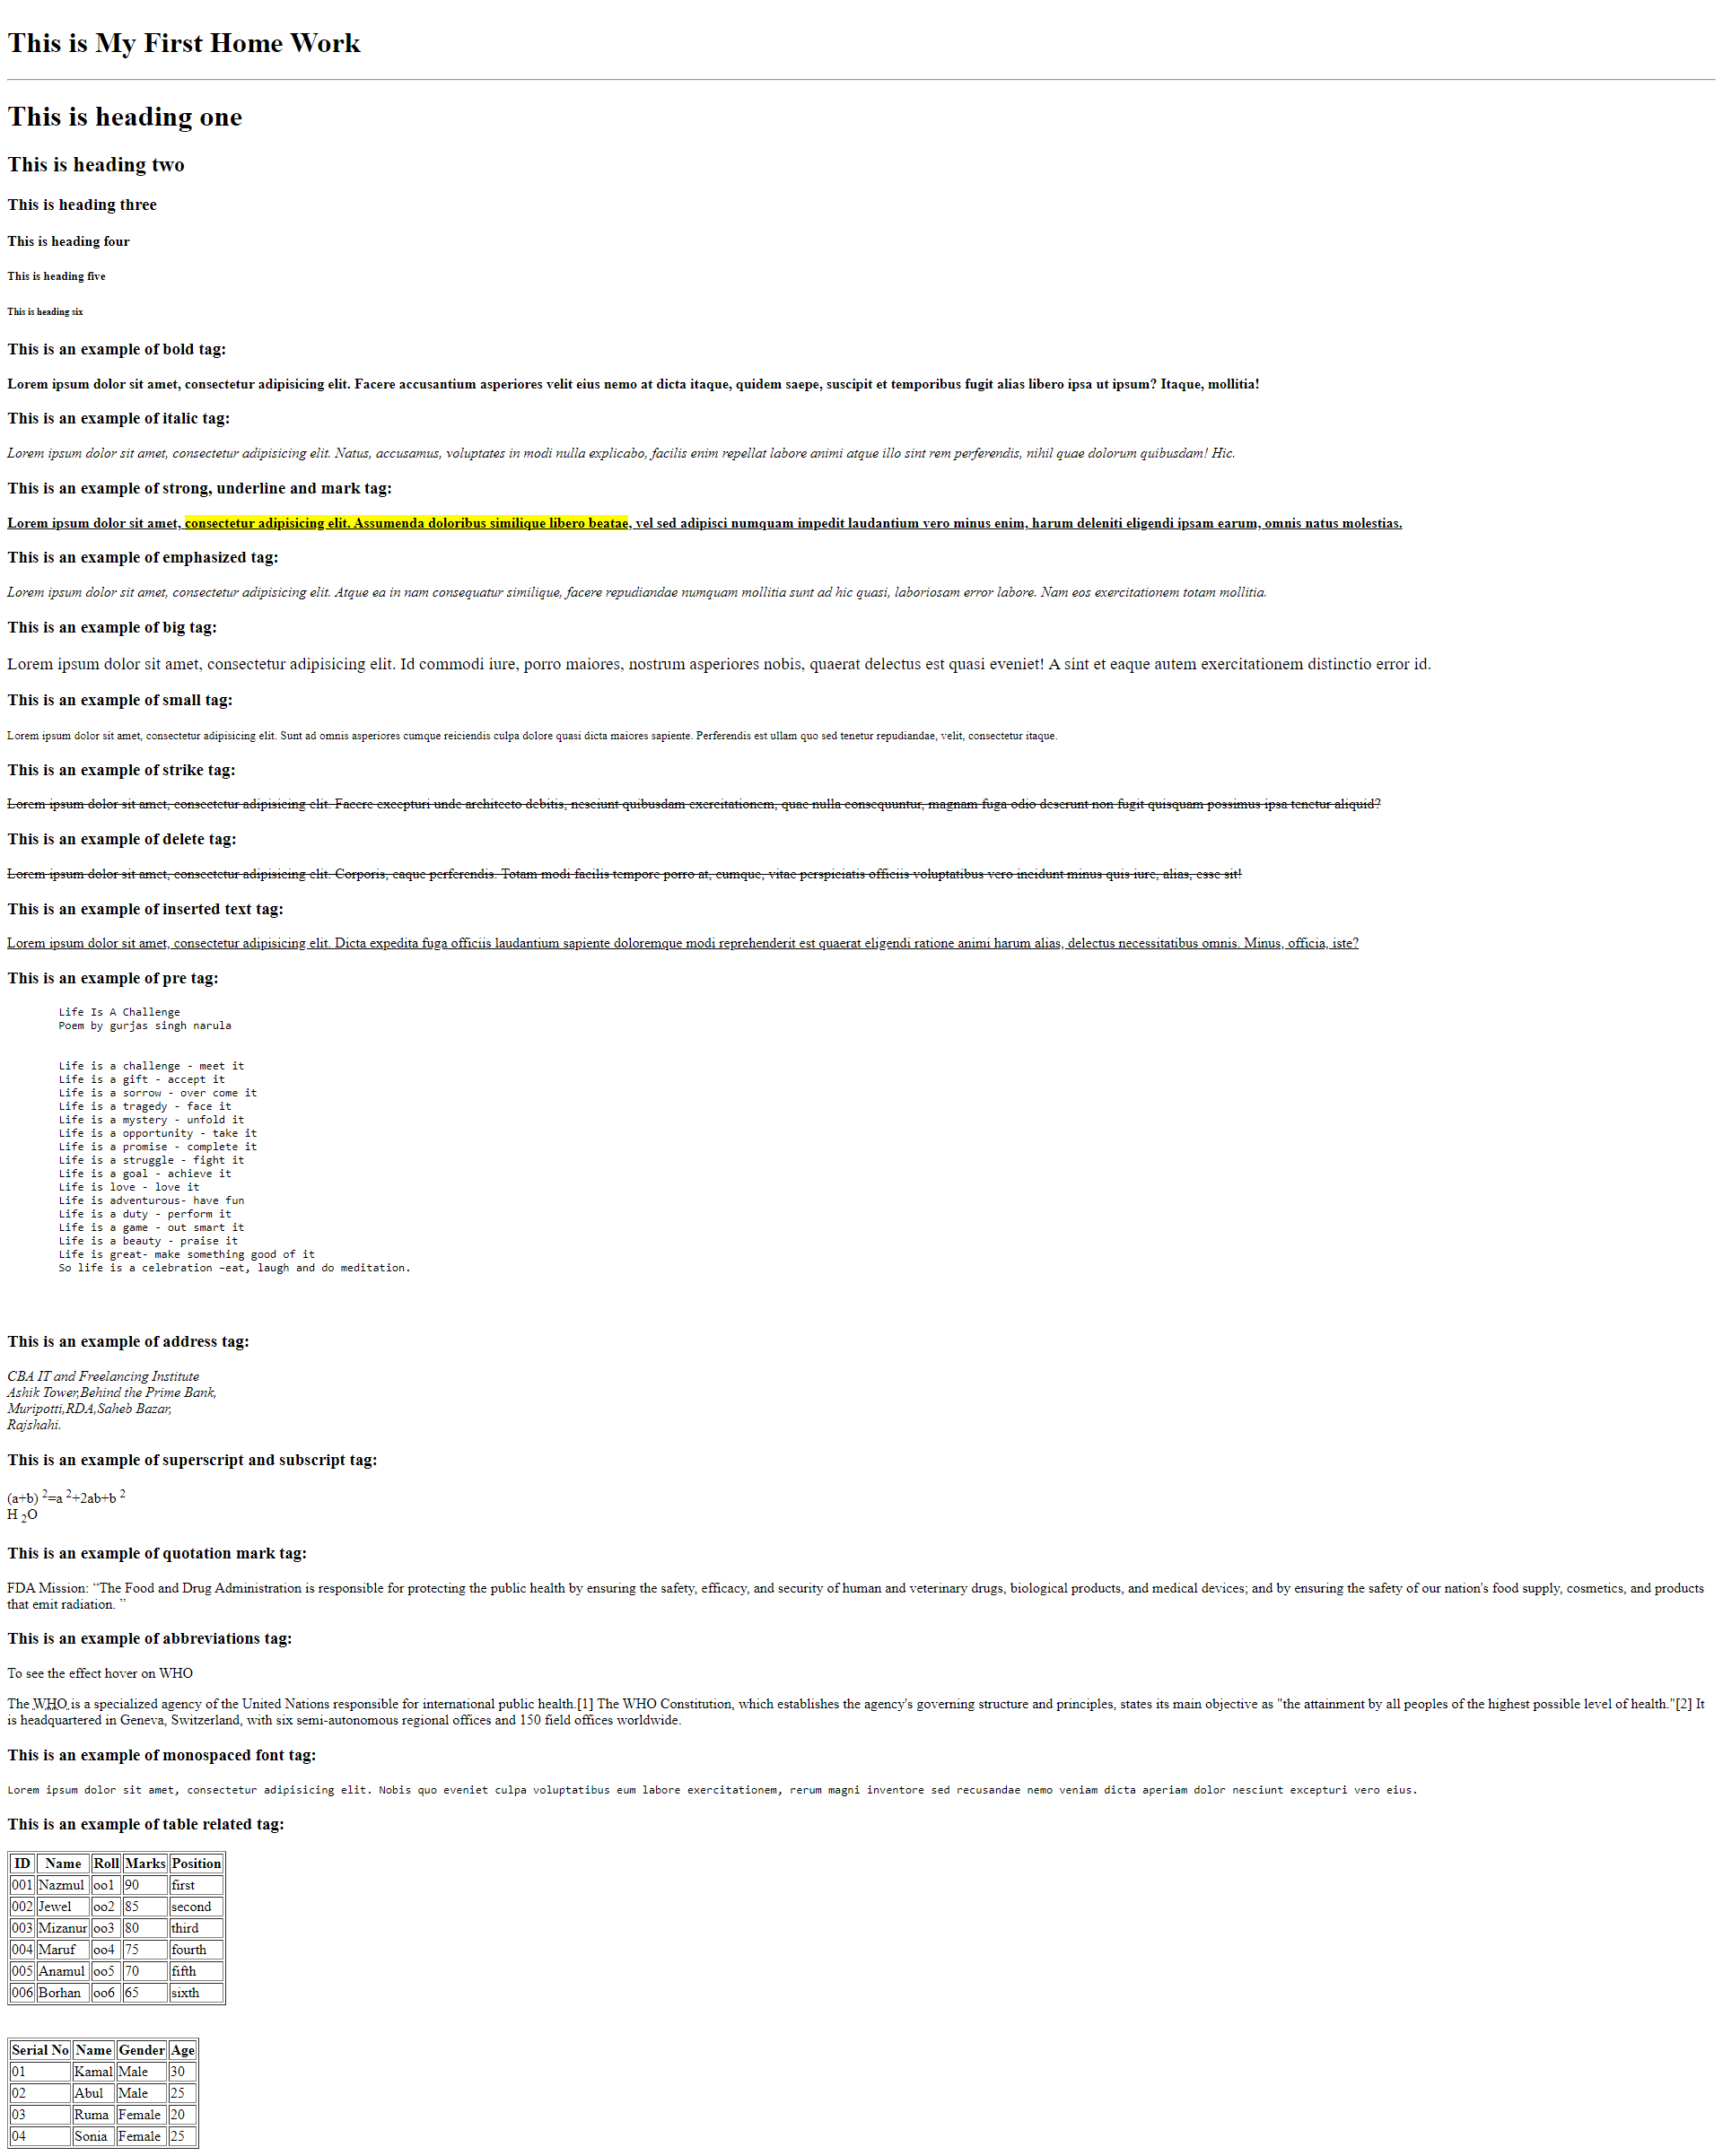 This is My First Home Work
This is heading one
This is heading two
This is heading three
This is heading four
This is heading five
This is heading six
This is an example of bold tag:
Lorem ipsum dolor sit amet, consectetur adipisicing elit. Facere accusantium asperiores velit eius nemo at dicta itaque, quidem saepe, suscipit et temporibus fugit alias libero ipsa ut ipsum? Itaque, mollitia!
This is an example of italic tag:
Lorem ipsum dolor sit amet, consectetur adipisicing elit. Natus, accusamus, voluptates in modi nulla explicabo, facilis enim repellat labore animi atque illo sint rem perferendis, nihil quae dolorum quibusdam! Hic.
This is an example of strong, underline and mark tag:
Lorem ipsum dolor sit amet, consectetur adipisicing elit. Assumenda doloribus similique libero beatae, vel sed adipisci numquam impedit laudantium vero minus enim, harum deleniti eligendi ipsam earum, omnis natus molestias.
This is an example of emphasized tag:
Lorem ipsum dolor sit amet, consectetur adipisicing elit. Atque ea in nam consequatur similique, facere repudiandae numquam mollitia sunt ad hic quasi, laboriosam error labore. Nam eos exercitationem totam mollitia.
This is an example of big tag:
Lorem ipsum dolor sit amet, consectetur adipisicing elit. Id commodi iure, porro maiores, nostrum asperiores nobis, quaerat delectus est quasi eveniet! A sint et eaque autem exercitationem distinctio error id.
This is an example of small tag:
Lorem ipsum dolor sit amet, consectetur adipisicing elit. Sunt ad omnis asperiores cumque reiciendis culpa dolore quasi dicta maiores sapiente. Perferendis est ullam quo sed tenetur repudiandae, velit, consectetur itaque.
This is an example of strike tag:
Lorem ipsum dolor sit amet, consectetur adipisicing elit. Facere excepturi unde architecto debitis, nesciunt quibusdam exercitationem, quae nulla consequuntur, magnam fuga odio deserunt non fugit quisquam possimus ipsa tenetur aliquid?
This is an example of delete tag:
Lorem ipsum dolor sit amet, consectetur adipisicing elit. Corporis, eaque perferendis. Totam modi facilis tempore porro at, cumque, vitae perspiciatis officiis voluptatibus vero incidunt minus quis iure, alias, esse sit!
This is an example of inserted text tag:
Lorem ipsum dolor sit amet, consectetur adipisicing elit. Dicta expedita fuga officiis laudantium sapiente doloremque modi reprehenderit est quaerat eligendi ratione animi harum alias, delectus necessitatibus omnis. Minus, officia, iste?
This is an example of pre tag:
Life Is A Challenge
Poem by gurjas singh narula
Life is a challenge - meet it
Life is a gift - accept it
Life is a sorrow - over come it
Life is a tragedy - face it
Life is a mystery - unfold it
Life is a opportunity - take it
Life is a promise - complete it
Life is a struggle - fight it
Life is a goal - achieve it
Life is love - love it
Life is adventurous- have fun
Life is a duty - perform it
Life is a game - out smart it
Life is a beauty - praise it
Life is great- make something good of it
So life is a celebration –eat, laugh and do meditation.
This is an example of address tag:
CBA IT and Freelancing Institute
Ashik Tower,Behind the Prime Bank,
Muripotti,RDA,Saheb Bazar,
Rajshahi.
This is an example of superscript and subscript tag:
(a+b) ²=a ²+2ab+b ²
H ₂O
This is an example of quotation mark tag:
FDA Mission: “The Food and Drug Administration is responsible for protecting the public health by ensuring the safety, efficacy, and security of human and veterinary drugs, biological products, and medical devices; and by ensuring the safety of our nation's food supply, cosmetics, and products
that emit radiation. ”
This is an example of abbreviations tag:
To see the effect hover on WHO
The WHO is a specialized agency of the United Nations responsible for international public health.[1] The WHO Constitution, which establishes the agency's governing structure and principles, states its main objective as "the attainment by all peoples of the highest possible level of health."[2] It
is headquartered in Geneva, Switzerland, with six semi-autonomous regional offices and 150 field offices worldwide.
This is an example of monospaced font tag:
Lorem ipsum dolor sit amet, consectetur adipisicing elit. Nobis quo eveniet culpa voluptatibus eum labore exercitationem, rerum magni inventore sed recusandae nemo veniam dicta aperiam dolor nesciunt excepturi vero eius.
This is an example of table related tag:
ID Name Roll Marks Position
001 Nazmul oo1 90 first
002 Jewel oo2 85 second
003 Mizanur oo3 80 third
004 Maruf oo4 75 fourth
005 Anamul oo5 70 fifth
006 Borhan oo6 65 sixth
Serial No Name Gender Age
01 Kamal Male 30
02 Abul Male 25
03 Ruma Female 20
04 Sonia Female 25